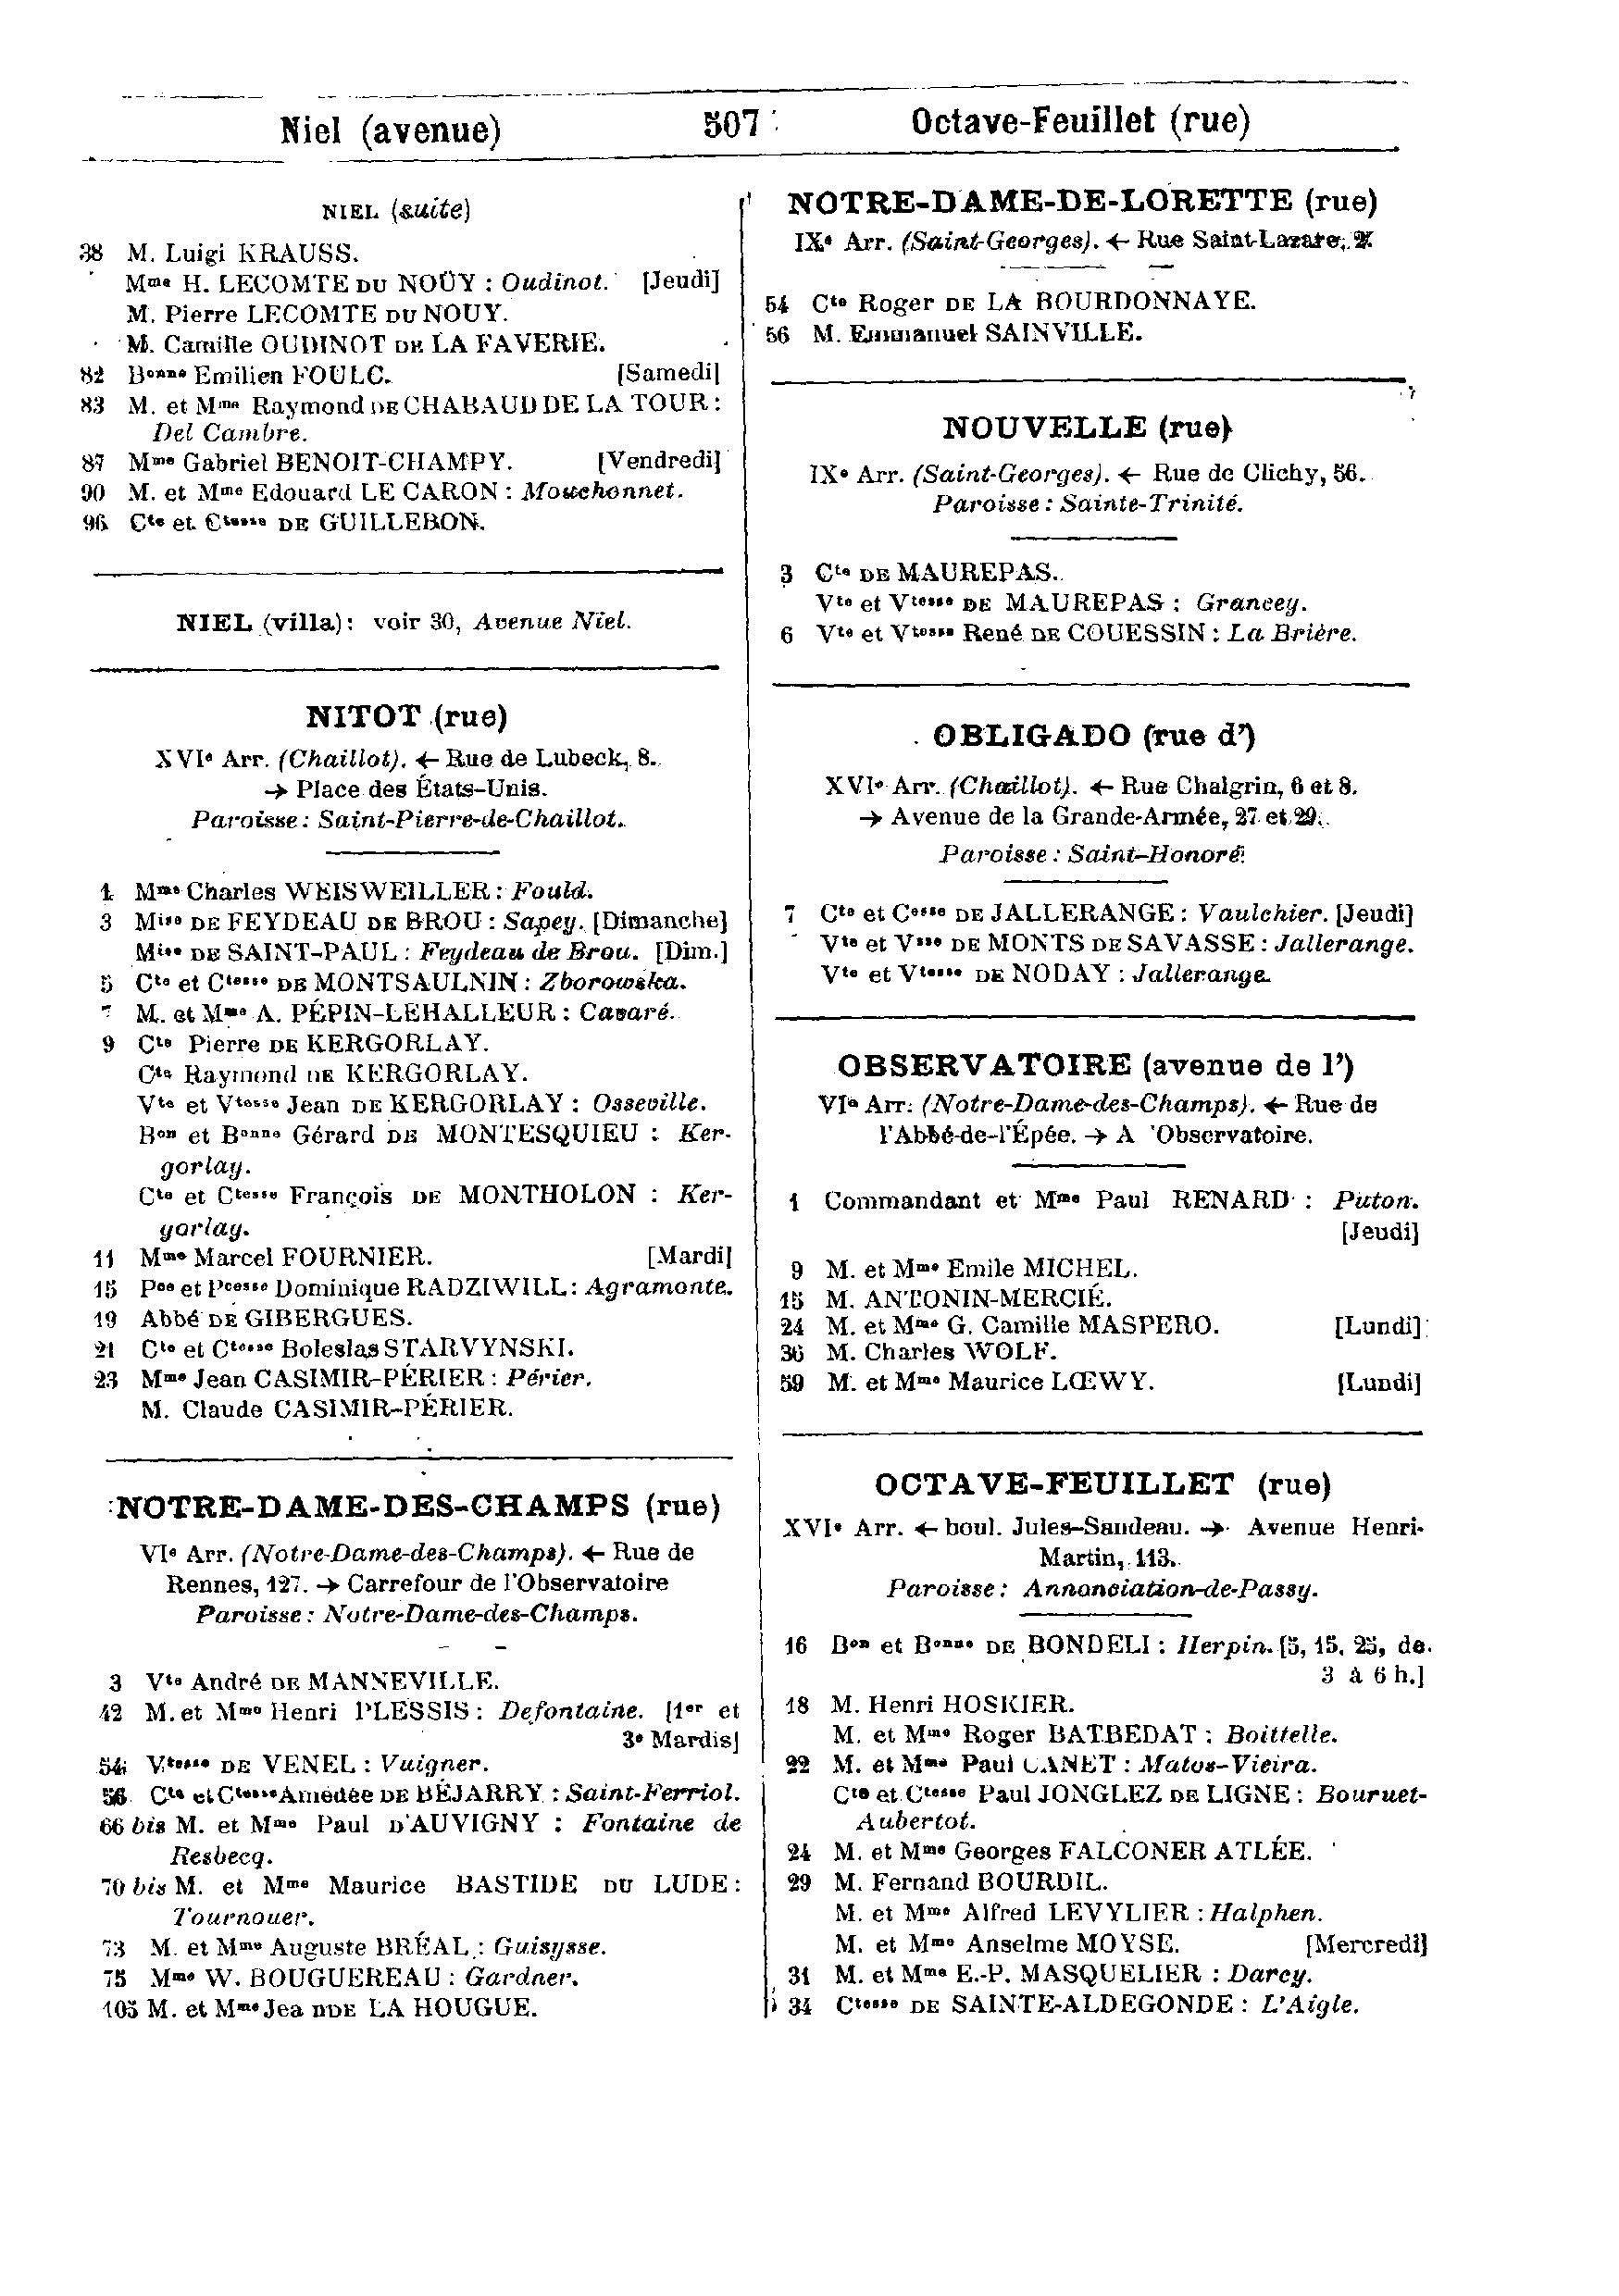 Niel (avenue) 507 Octave-Feuillet (rue)
NIEL (suite)
38 M. Luigi KRAUSS.
Mme H. LECOMTE DU NOÜY : Oudinot. [Jeudi]
M. Pierre LECOMTE DU NOUY.
M. Camille OUDINOT DE LA FAVERIE.
82 Bonne Emilien FOULC. [Samedi]
83 M. et Mme Raymond DE CHABAUD DE LA TOUR :
Del Cambre.
87 Mme Gabriel BENOIT-CHAMPY. [Vendredi]
90 M. et Mme Edouard LE CARON : Mouchonnet.
96 Cte et Ctesse DE GUILLEBON.
NIEL (villa) : voir 30, Avenue Niel.
NITOT (rue)
XVIe Arr. (Chaillot). ← Rue de Lubeck, 8.
→ Place des États-Unis.
Paroisse : Saint-Pierre-de-Chaillot.
1 Mme Charles WEISWEILLER : Fould.
3 Mise DE FEYDEAU DE BROU : Sapey. [Dimanche]
Mise DE SAINT-PAUL : Feydeau de Brou. [Dim.]
5 Cte et Ctesse DE MONTSAULNIN : Zborowska.
7 M. et Mme A. PÉPIN-LEHALLEUR : Cavaré.
9 Cte Pierre DE KERGORLAY.
Cte Raymond DE KERGORLAY.
Vte et Vtesse Jean DE KERGORLAY : Osseville.
Bon et Bonne Gérard DE MONTESQUIEU : Ker-
gorlay.
Cte et Ctesse François DE MONTHOLON : Ker-
gorlay.
11 Mme Marcel FOURNIER. [Mardi]
15 Pce et Pcesse Dominique RADZIWILL : Agramonte.
19 Abbé DE GIBERGUES.
21 Cte et Ctesse Boleslas STARVYNSKI.
23 Mme Jean CASIMIR-PÉRIER : Périer.
M. Claude CASIMIR-PÉRIER.
NOTRE-DAME-DES-CHAMPS (rue)
VIe Arr. (Notre-Dame-des-Champs). ← Rue de
Rennes, 127. → Carrefour de l'Observatoire
Paroisse : Notre-Dame-des-Champs.
3 Vte André DE MANNEVILLE.
42 M. et Mme Henri PLESSIS : Defontaine. [1er et
3e Mardis]
54 Vtesse DE VENEL : Vuigner.
56 Cte et Ctesse Amédée DE BÉJARRY : Saint-Ferriol.
66 bis M. et Mme Paul D'AUVIGNY : Fontaine de
Resbecq.
70 bis M. et Mme Maurice BASTIDE DU LUDE :
Tournouer.
73 M. et Mme Auguste BRÉAL : Guisysse.
75 Mme W. BOUGUEREAU : Gardner.
105 M. et Mme Jea nDE LA HOUGUE.
NOTRE-DAME-DE-LORETTE (rue)
IXe Arr. (Saint-Georges). ← Rue Saint-Lazare, 2
54 Cte Roger DE LA BOURDONNAYE.
56 M. Emmanuel SAINVILLE.
NOUVELLE (rue)
IXe Arr. (Saint-Georges). ← Rue de Clichy, 56.
Paroisse : Sainte-Trinité.
3 Cte DE MAUREPAS.
Vte et Vtesse DE MAUREPAS : Grancey.
6 Vte et Vtesse René DE COUESSIN : La Brière.
OBLIGADO (rue d')
XVIe Arr. (Chaillot). ← Rue Chalgrin, 6 et 8.
→ Avenue de la Grande-Armée, 27 et 29.
Paroisse : Saint-Honoré.
7 Cte et Cesse DE JALLERANGE : Vaulchier. [Jeudi]
Vte et Vsse DE MONTS DE SAVASSE : Jallerange.
Vte et Vtesse DE NODAY : Jallerange.
OBSERVATOIRE (avenue de l')
VIe Arr. (Notre-Dame-des-Champs). ← Rue de
l'Abbé-de-l'Épée. → A 'Observatoire.
1 Commandant et Mme Paul RENARD : Puton.
[Jeudi]
9 M. et Mme Emile MICHEL.
15 M. ANTONIN-MERCIÉ.
24 M. et Mme G. Camille MASPERO. [Lundi]
36 M. Charles WOLF.
59 M. et Mme Maurice LŒWY. [Lundi]
OCTAVE-FEUILLET (rue)
XVIe Arr. ← boul. Jules-Sandeau. → Avenue Henri-
Martin, 113.
Paroisse : Annonciation-de-Passy.
16 Bon et Bonne DE BONDELI : Herpin. [5, 15, 25, de
3 à 6 h.]
18 M. Henri HOSKIER.
M. et Mme Roger BATBEDAT : Boittelle.
22 M. et Mme Paul CANET : Matos-Vieira.
Cte et Ctesse Paul JONGLEZ DE LIGNE : Bouruet-
Aubertot.
24 M. et Mme Georges FALCONER ATLÉE.
29 M. Fernand BOURDIL.
M. et Mme Alfred LEVYLIER : Halphen.
M. et Mme Anselme MOYSE. [Mercredi]
31 M. et Mme E.-P. MASQUELIER : Darcy.
34 Ctesse DE SAINTE-ALDEGONDE : L'Aigle.